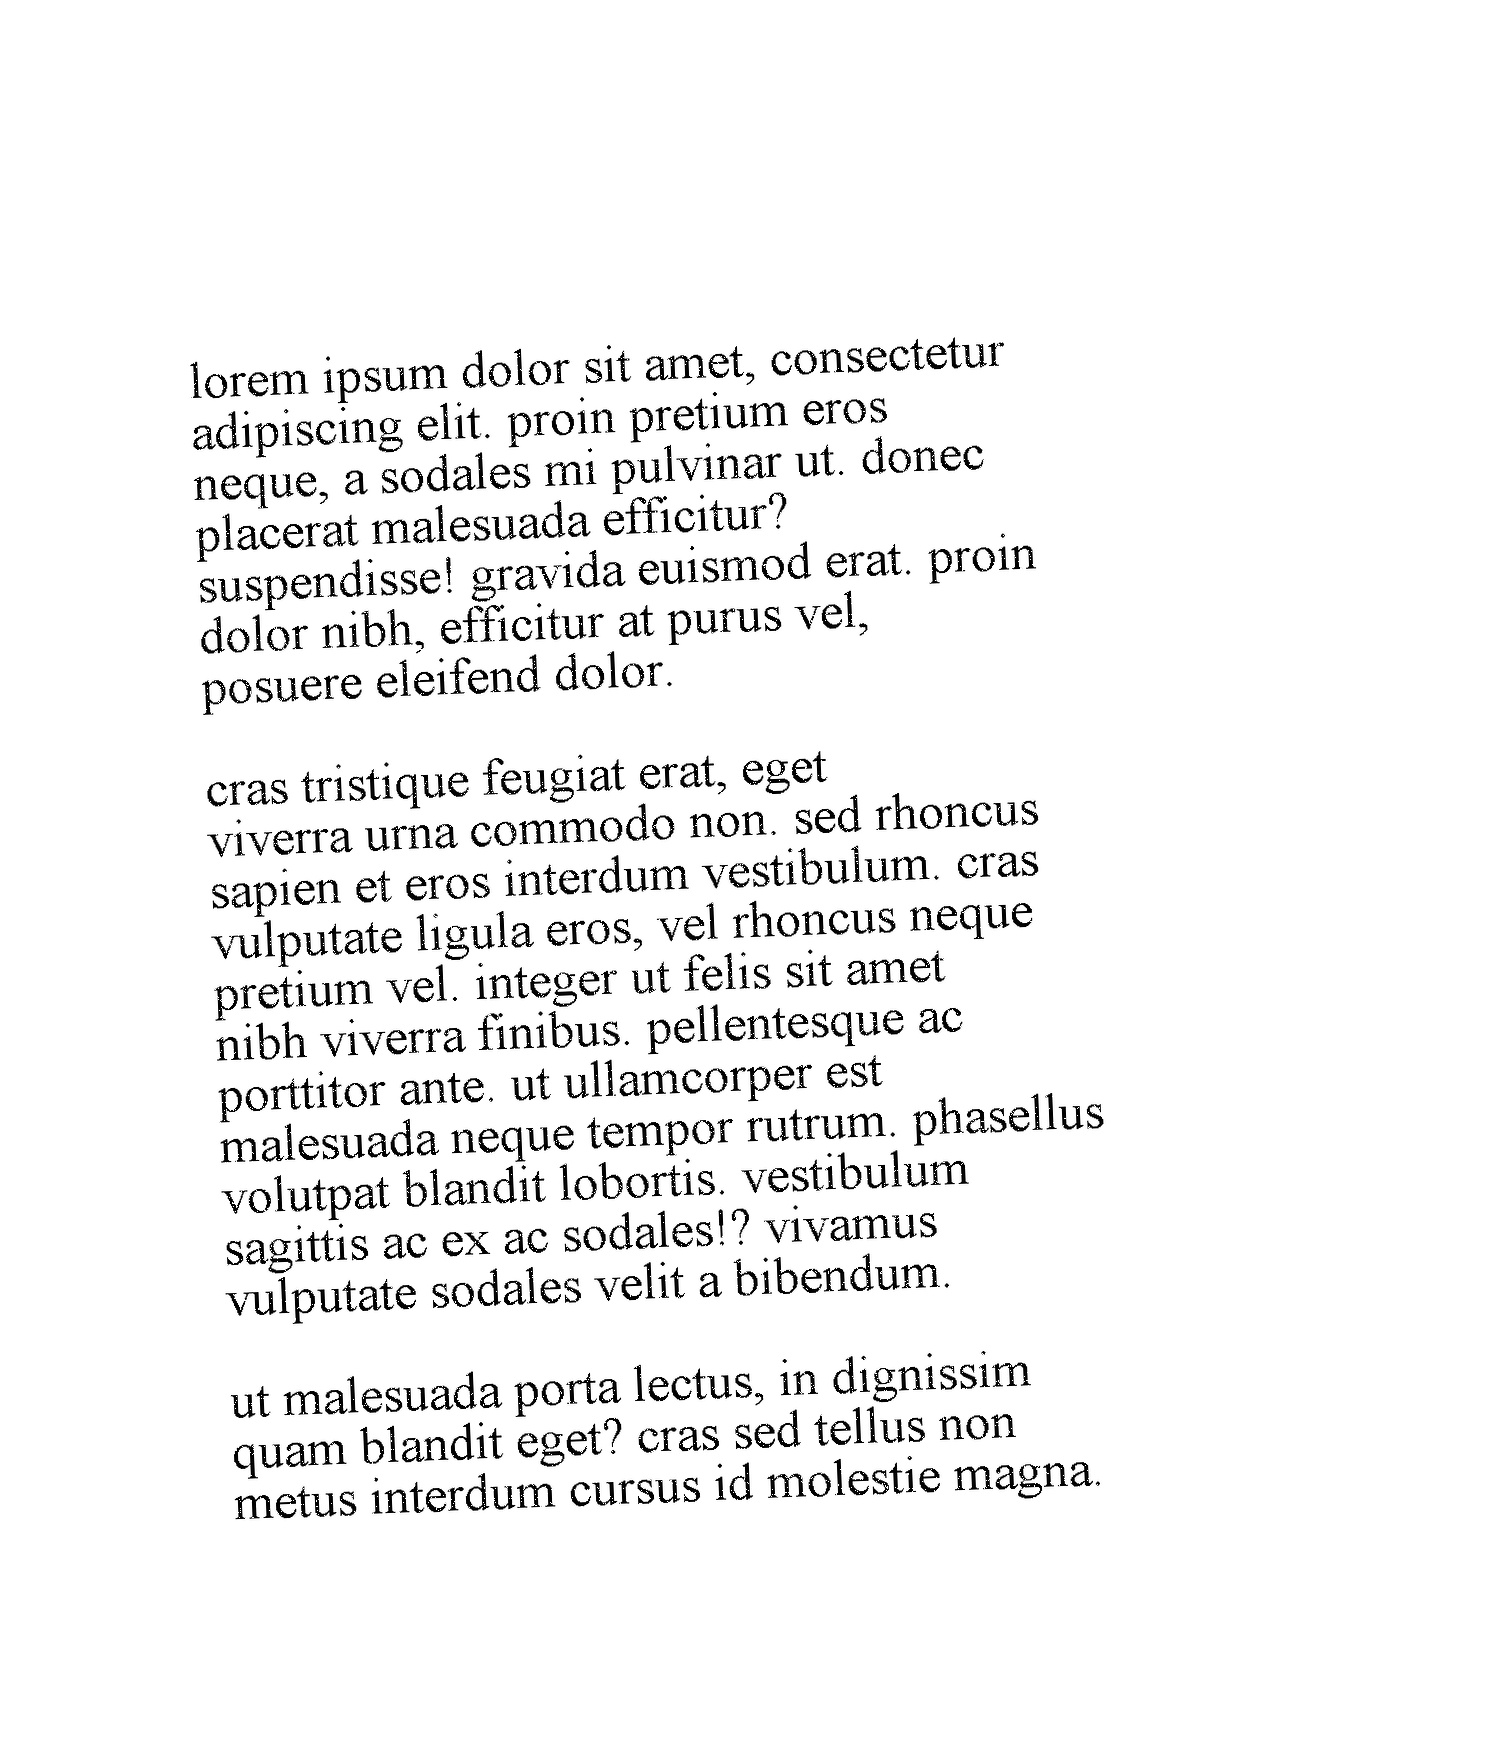 lorem ipsum dolor sit amet, consectetur
adipiscing elit. proin pretium eros
neque, a sodales mi pulvinar ut. donec
placerat malesuada efficitur?
suspendisse! gravida euismod erat. proin
dolor nibh, efficitur at purus vel,
posuere eleifend dolor.

cras tristique feugiat erat, eget
viverra urna commodo non. sed rhoncus
sapien et eros interdum vestibulum. cras
vulputate ligula eros, vel rhoncus neque
pretium vel. integer ut felis sit amet
nibh viverra finibus. pellentesque ac
porttitor ante. ut ullamcorper est
malesuada neque tempor rutrum. phasellus
volutpat blandit lobortis. vestibulum
sagittis ac ex ac sodales!? vivamus
vulputate sodales velit a bibendum.

ut malesuada porta lectus, in dignissim
quam blandit eget? cras sed tellus non
metus interdum cursus id molestie magna.